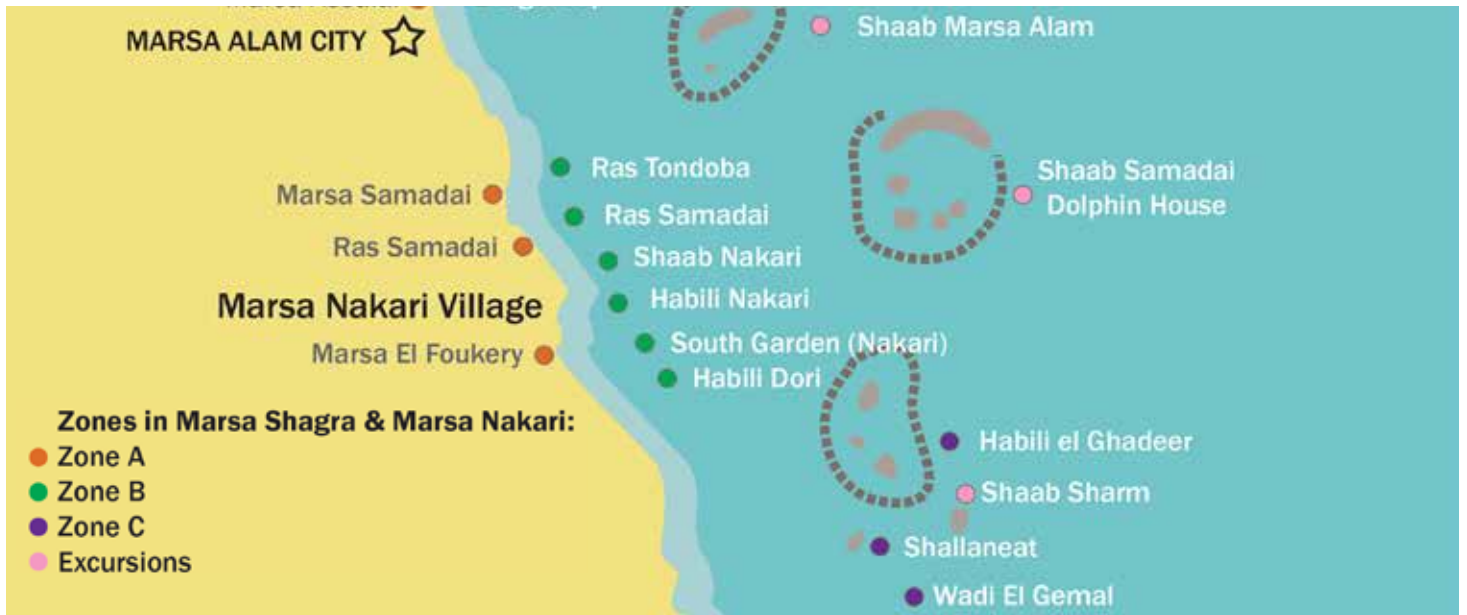 MARSA ALAM CITY
Shaab Marsa Alam
Ras Tondoba
Marsa Samadai
Shaab Samadai
Dolphin House
Ras Samadai
Ras Samadai
Shaab Nakari
Marsa Nakari Village
Habili Nakari
South Garden (Nakari)
Marsa El Foukery
Habili Dori
Zones in Marsa Shagra & Marsa Nakari:
Zone A
Zone B
Zone C
Excursions
Habili el Ghadeer
Shaab Sharm
Shallaneat
Wadi El Gemal